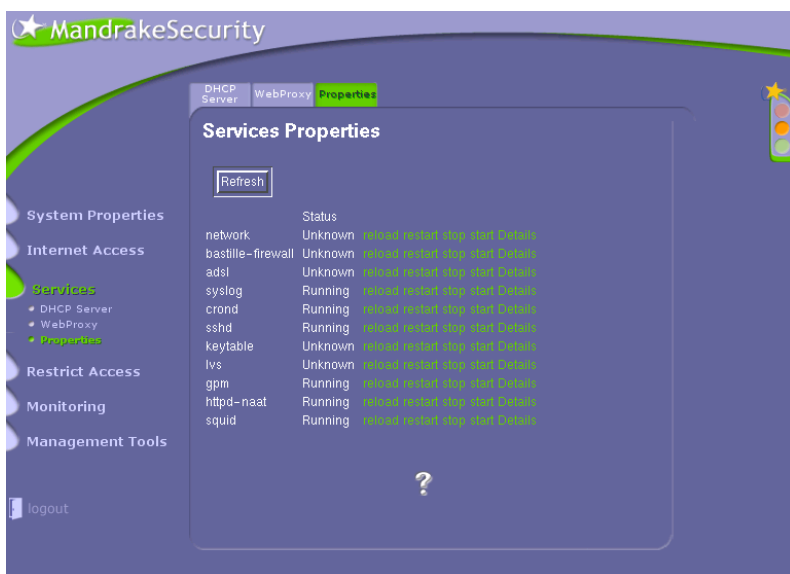 MandrakeSecurity
DHCP Server WebProxy Properties
Services Properties
Refresh
System Properties
Internet Access
Services
DHCP Server
WebProxy
Properties
Restrict Access
Monitoring
Management Tools
logout
Status
network Unknown reload restart stop start Details
bastille-firewall Unknown reload restart stop start Details
adsl Unknown reload restart stop start Details
syslog Running reload restart stop start Details
crond Running reload restart stop start Details
sshd Running reload restart stop start Details
keytable Unknown reload restart stop start Details
lvs Unknown reload restart stop start Details
gpm Running reload restart stop start Details
httpd-naat Running reload restart stop start Details
squid Running reload restart stop start Details
?